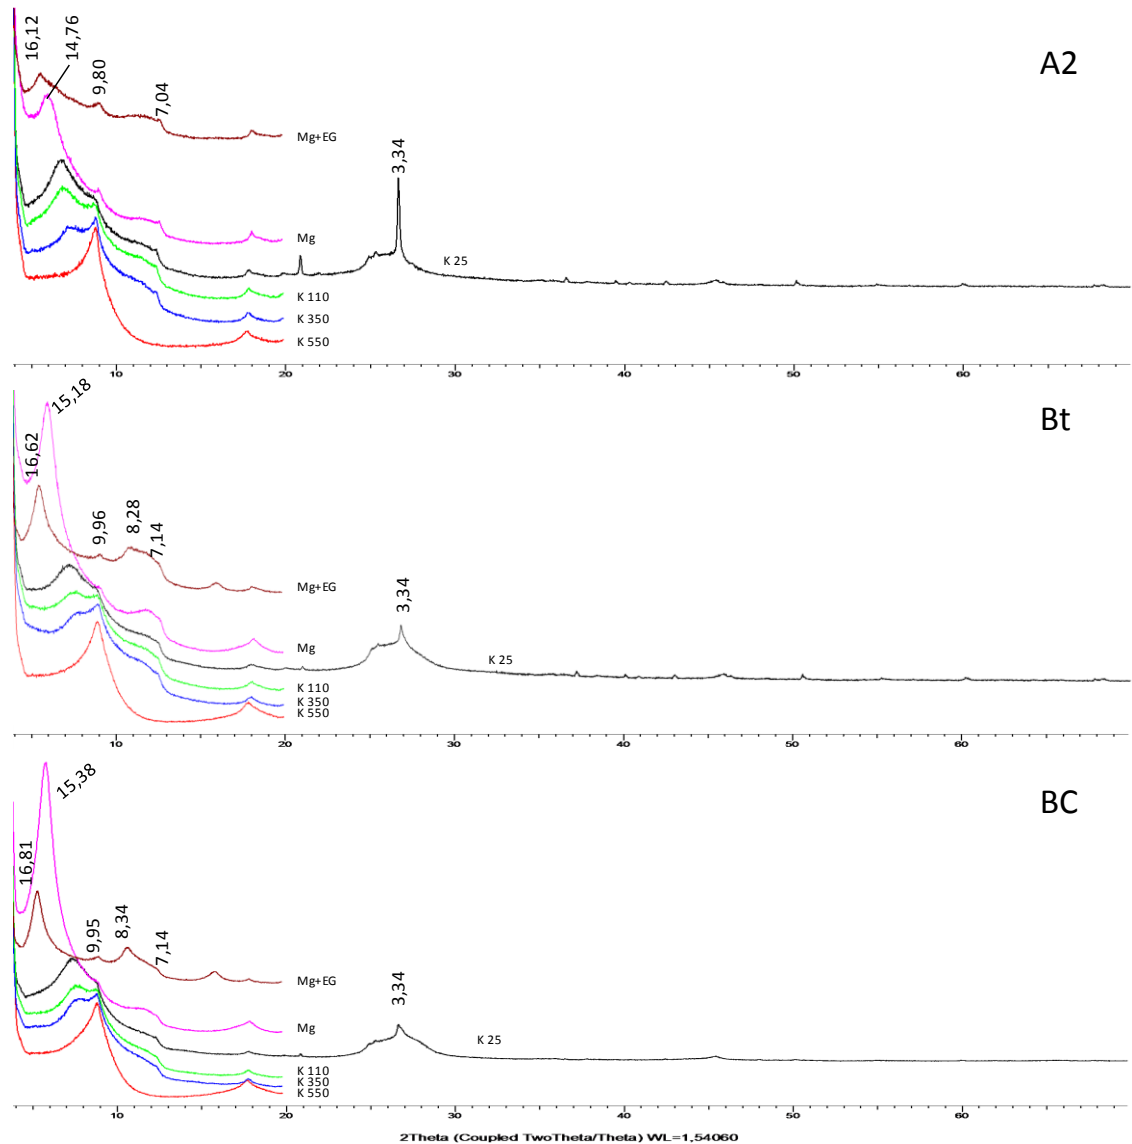 16,12
14,76
9,80
7,04
A2
Mg+EG
3,34
Mg
K 25
K 110
K 350
K 550
10 20 30 40 50 60
15,18
Bt
16,62
9,96
8,28
7,14
Mg+EG
3,34
Mg
K 25
K 110
K 350
K 550
10 20 30 40 50 60
15,38
BC
16,81
9,95
8,34
7,14
Mg+EG
3,34
Mg
K 25
K 110
K 350
K 550
10 20 30 40 50 60
2Theta (Coupled TwoTheta/Theta) WL=1,54060